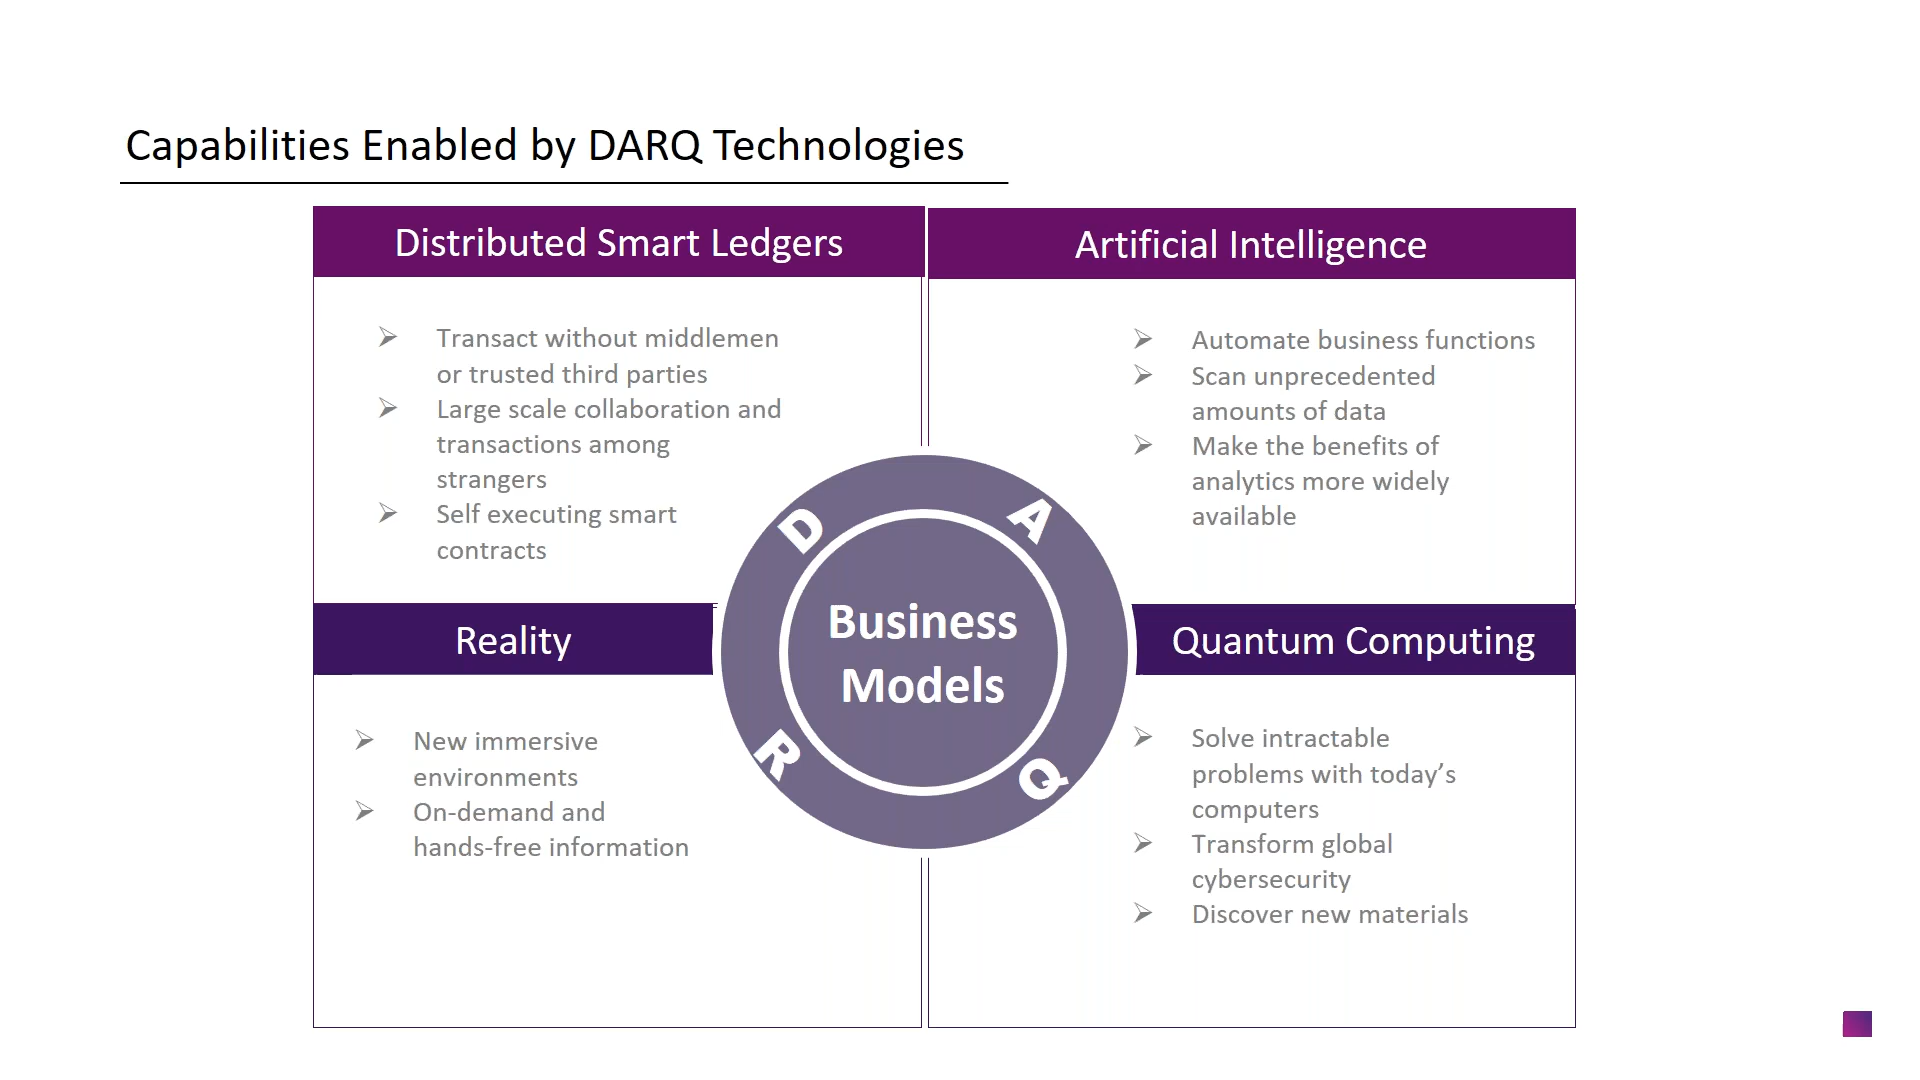 Capabilities Enabled by DARQ Technologies
Distributed Smart Ledgers
Transact without middlemen
or trusted third parties
Large scale collaboration and
transactions among
strangers
Self executing smart
contracts
Artificial Intelligence
Automate business functions
Scan unprecedented
amounts of data
Make the benefits of
analytics more widely
available
D
A
Business
Models
R
Q
Reality
New immersive
environments
On-demand and
hands-free information
Quantum Computing
Solve intractable
problems with today’s
computers
Transform global
cybersecurity
Discover new materials